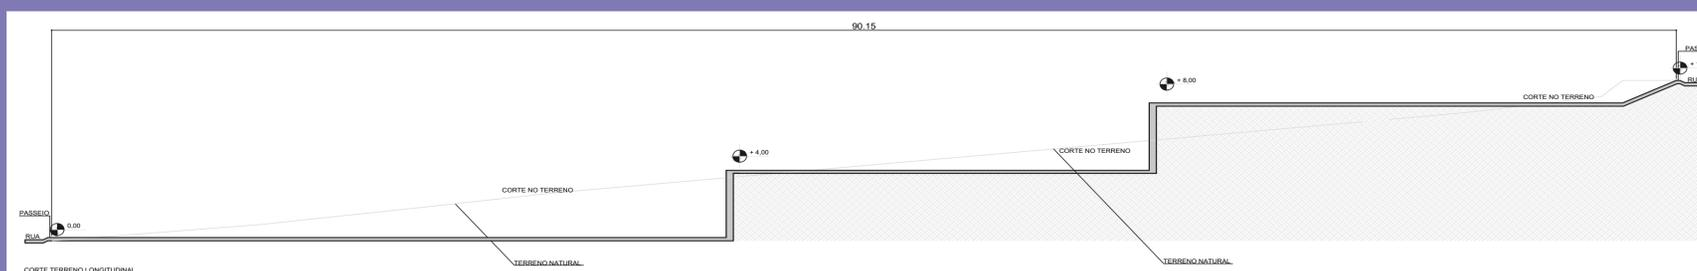 90.15
+ 8,00
CORTE NO TERRENO
+ 4,00
CORTE NO TERRENO
CORTE NO TERRENO
PASSEIO
0,00
RUA
TERRENO NATURAL
TERRENO NATURAL
CORTE TERRENO LONGITUDINAL